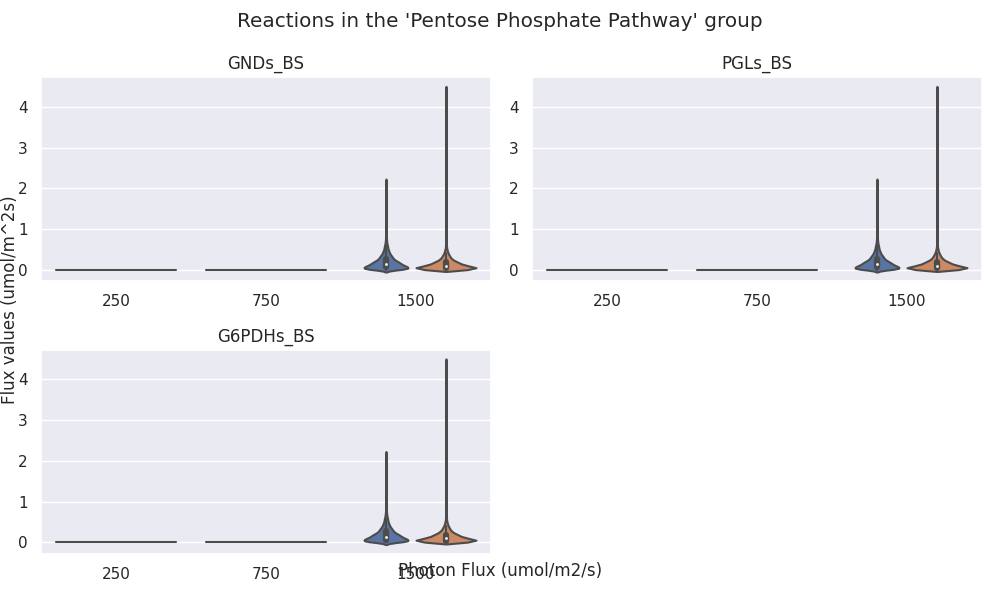 Reactions in the 'Pentose Phosphate Pathway' group
GNDs_BS
4
3
2
1
0
250 750 1500
PGLs_BS
4
3
2
1
0
250 750 1500
Flux values (umol/m^2s)
G6PDHs_BS
4
3
2
1
0
250 750 1500
Photon Flux (umol/m2/s)